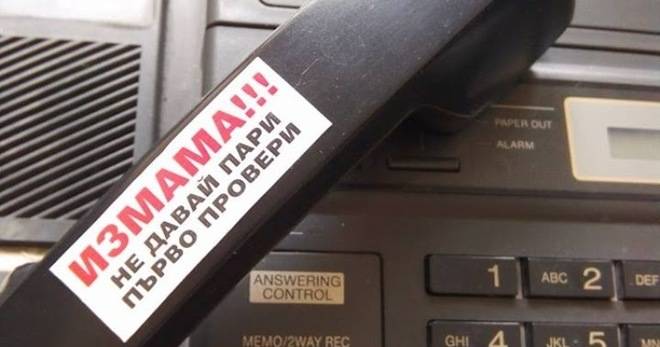 ИЗМАМА!!!
НЕ ДАВАЙ ПАРИ
ПЪРВО ПРОВЕРИ
PAPER OUT
ALARM
ANSWERING
CONTROL
MEMO/2WAY REC
1
ABC 2
DEF
GHI 4
JKL 5